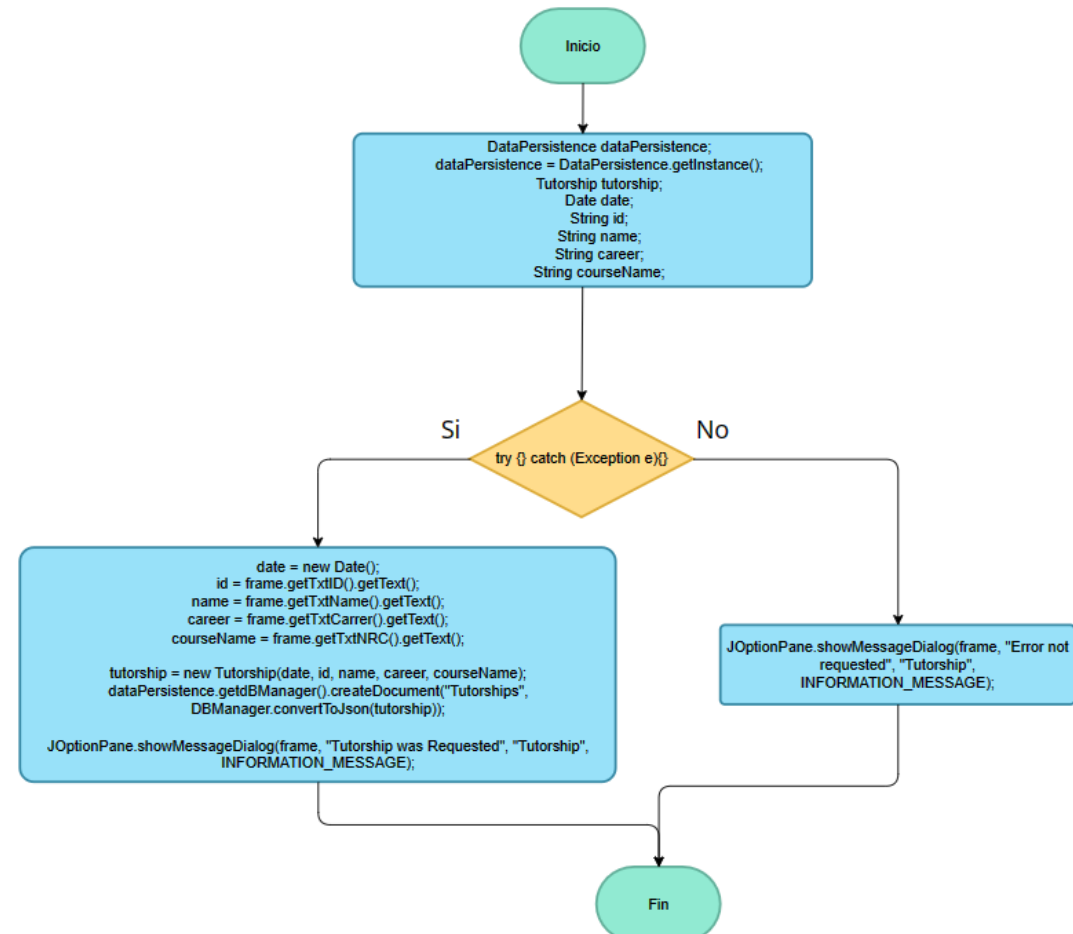 Inicio
DataPersistence dataPersistence;
dataPersistence = DataPersistence.getInstance();
Tutorship tutorship;
Date date;
String id;
String name;
String career;
String courseName;
Si
No
try {} catch (Exception e){}
date = new Date();
id = frame.getTxtID().getText();
name = frame.getTxtName().getText();
career = frame.getTxtCarrer().getText();
courseName = frame.getTxtNRC().getText();
tutorship = new Tutorship(date, id, name, career, courseName);
dataPersistence.getdBManager().createDocument("Tutorships",
DBManager.convertToJson(tutorship));
JOptionPane.showMessageDialog(frame, "Tutorship was Requested", "Tutorship",
INFORMATION_MESSAGE);
JOptionPane.showMessageDialog(frame, "Error not
requested", "Tutorship",
INFORMATION_MESSAGE);
Fin